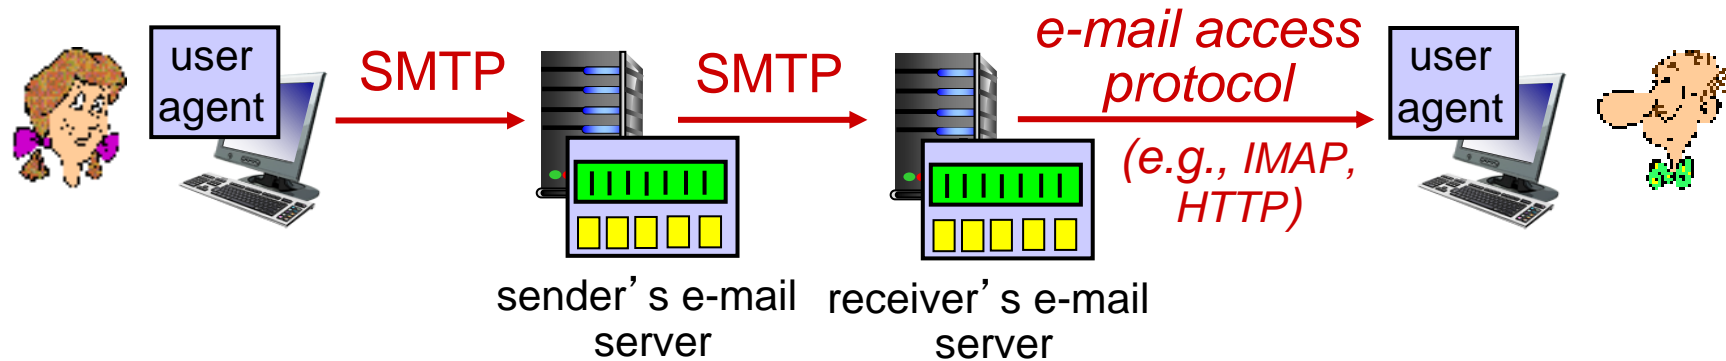 user
agent
SMTP
SMTP
e-mail access
protocol
(e.g., IMAP,
HTTP)
user
agent
sender’s e-mail
server
receiver’s e-mail
server